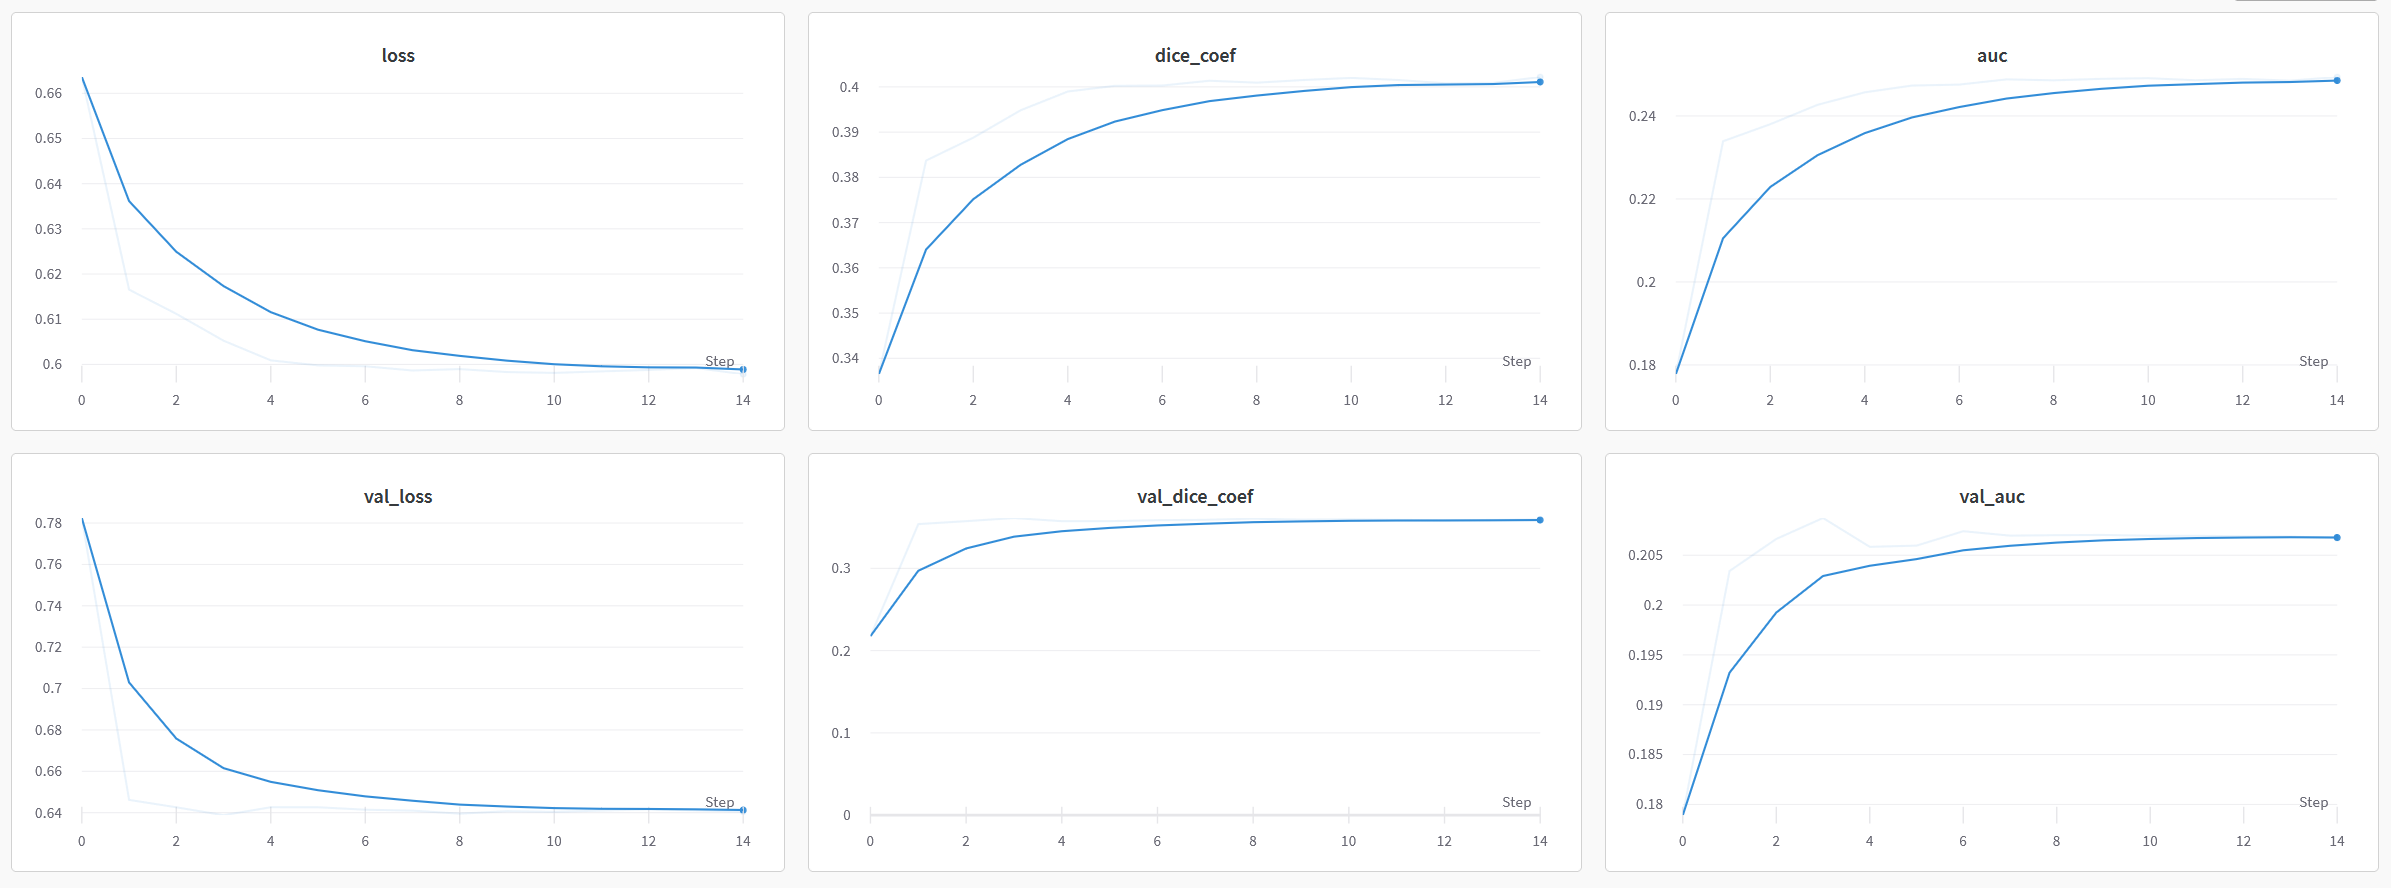 loss
0.66
0.65
0.64
0.63
0.62
0.61
0.6
Step
0 2 4 6 8 10 12 14
dice_coef
0.4
0.39
0.38
0.37
0.36
0.35
0.34
Step
0 2 4 6 8 10 12 14
auc
0.24
0.22
0.2
0.18
Step
0 2 4 6 8 10 12 14
val_loss
0.78
0.76
0.74
0.72
0.7
0.68
0.66
0.64
Step
0 2 4 6 8 10 12 14
val_dice_coef
0.3
0.2
0.1
0
Step
0 2 4 6 8 10 12 14
val_auc
0.205
0.2
0.195
0.19
0.185
0.18
Step
0 2 4 6 8 10 12 14